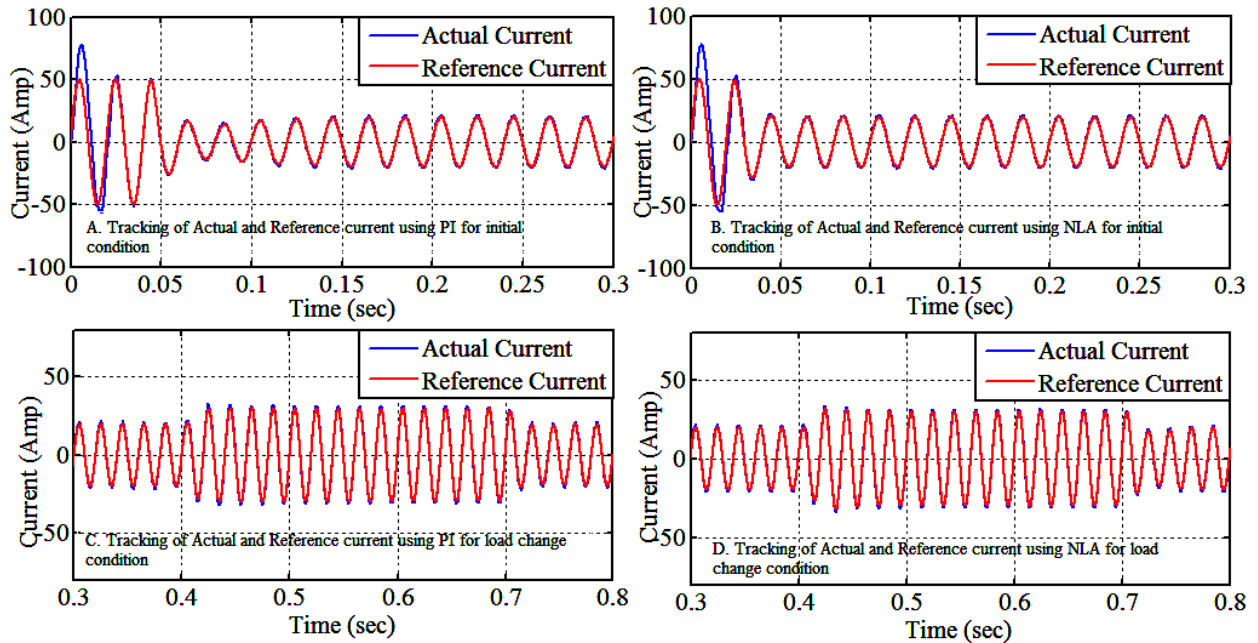 100
50
0
-50
-100
Current (Amp)
Actual Current
Reference Current
A. Tracking of Actual and Reference current using PI for initial
condition
0
0.05
0.1
0.15
0.2
0.25
0.3
Time (sec)
100
50
0
-50
-100
Current (Amp)
Actual Current
Reference Current
B. Tracking of Actual and Reference current using NLA for initial
condition
0
0.05
0.1
0.15
0.2
0.25
0.3
Time (sec)
50
0
50
Current (Amp)
Actual Current
Reference Current
C. Tracking of Actual and Reference current using PI for load change
condition
0.3
0.4
0.5
0.6
0.7
0.8
Time (sec)
50
0
-50
Current (Amp)
Actual Current
Reference Current
D. Tracking of Actual and Reference current using NLA for load
change condition
0.3
0.4
0.5
0.6
0.7
0.8
Time (sec)